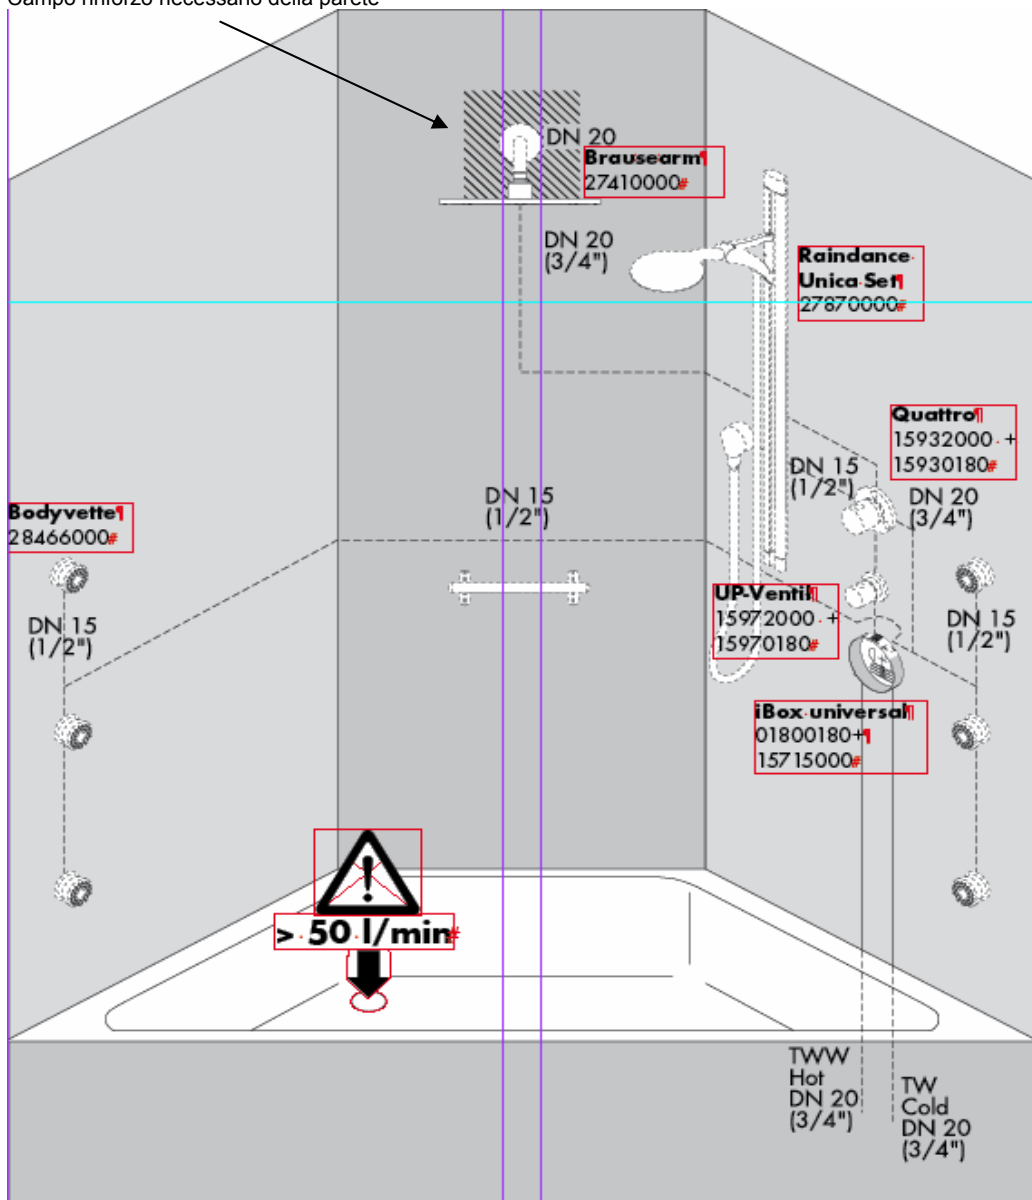 Campo rinforzo necessario della parete
DN 20
Brausearm¶
27410000#
DN 20
(3/4")
Raindance
Unica Set¶
27870000#
Quattro¶
15932000 +
15930180#
DN 15
(1/2")
DN 20
(3/4")
DN 15
(1/2")
Bodyvette¶
28466000#
DN 15
(1/2")
UP-Ventil¶
15972000 +
15970180#
DN 15
(1/2")
iBox universal¶
01800180+¶
15715000#
!
> 50 l/min#
TWW
Hot
DN 20
(3/4")
TW
Cold
DN 20
(3/4")